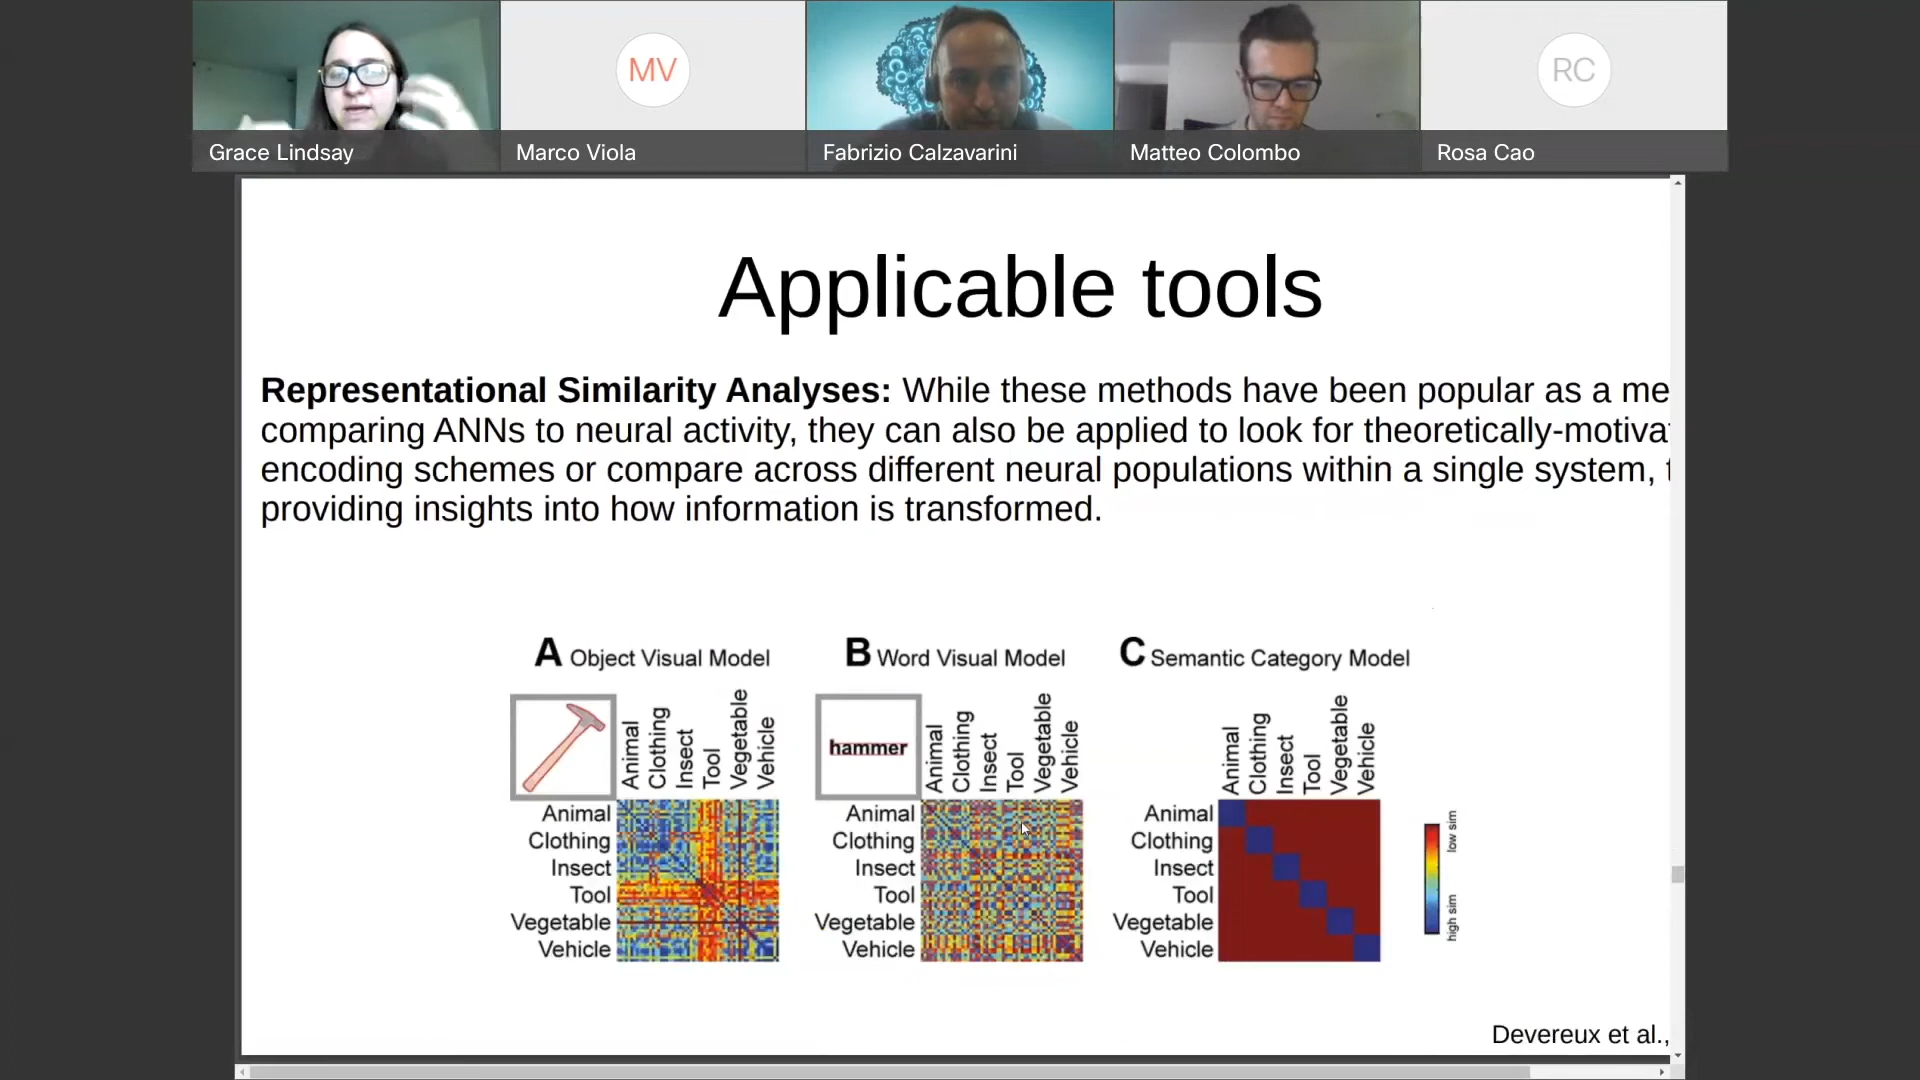 MV
RC
Grace Lindsay
Marco Viola
Fabrizio Calzavarini
Matteo Colombo
Rosa Cao
Applicable tools
Representational Similarity Analyses: While these methods have been popular as a me
comparing ANNs to neural activity, they can also be applied to look for theoretically-motiva
encoding schemes or compare across different neural populations within a single system, t
providing insights into how information is transformed.
A Object Visual Model
Animal
Clothing
Insect
Tool
Vegetable
Vehicle
Animal
Clothing
Insect
Tool
Vegetable
Vehicle
B Word Visual Model
hammer
Animal
Clothing
Insect
Tool
Vegetable
Vehicle
Animal
Clothing
Insect
Tool
Vegetable
Vehicle
C Semantic Category Model
Animal
Clothing
Insect
Tool
Vegetable
Vehicle
Animal
Clothing
Insect
Tool
Vegetable
Vehicle
low sim
high sim
Devereux et al.,